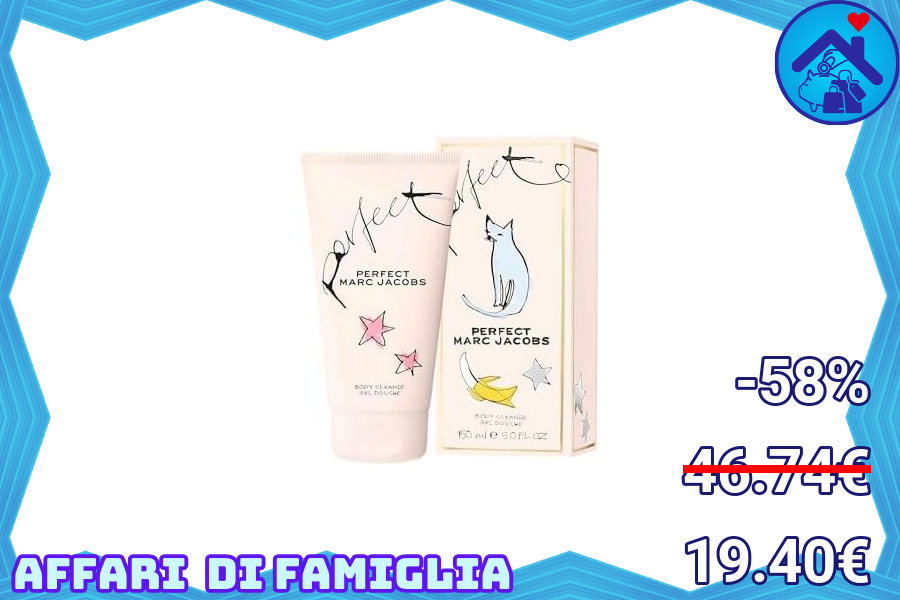 Perfect
PERFECT
MARC JACOBS
BODY CLEANSE
GEL DOUCHE
Perfect
PERFECT
MARC JACOBS
BODY CLEANSE
GEL DOUCHE
150 ml e 5.0 FL OZ
-58%
46.74€
19.40€
AFFARI DI FAMIGLIA